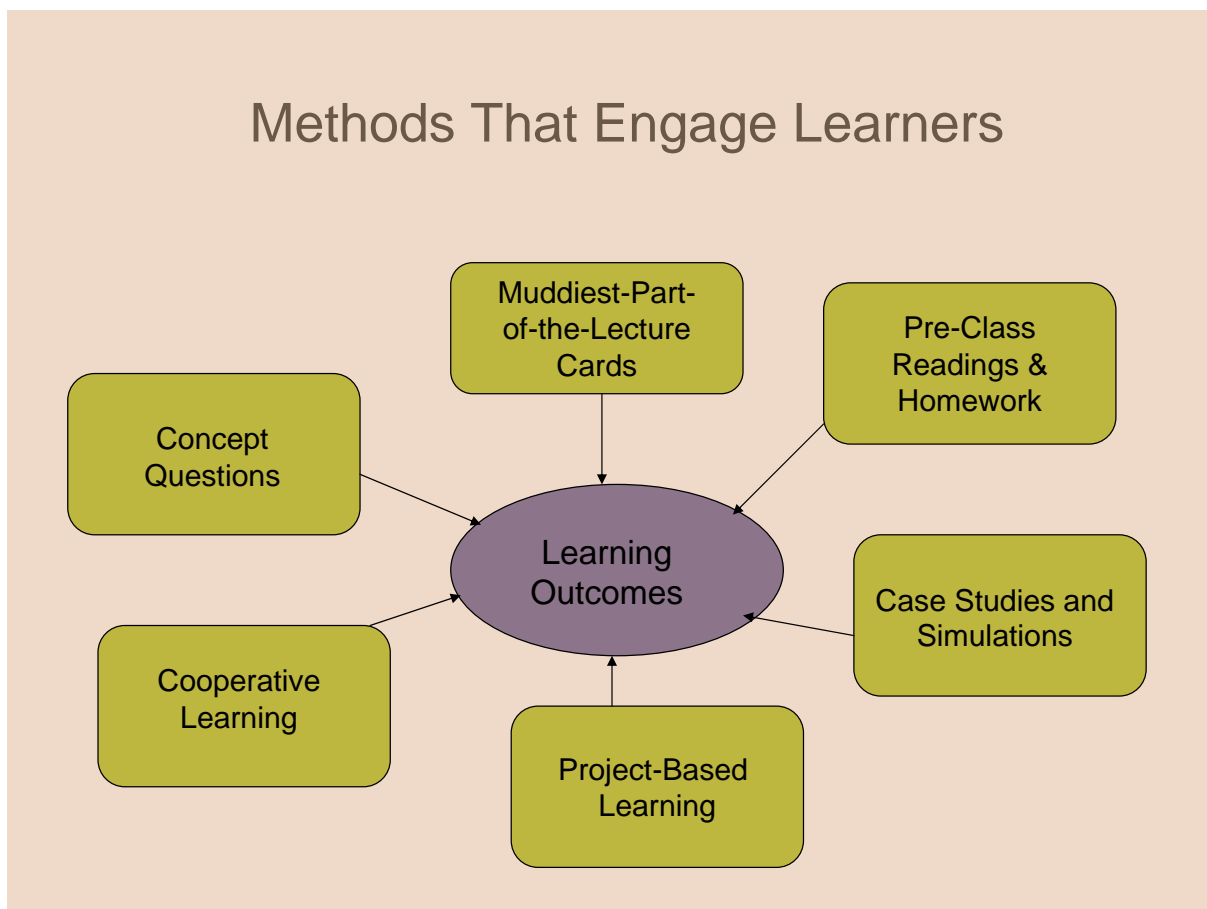 Methods That Engage Learners
Muddiest-Part-
of-the-Lecture
Cards
Pre-Class
Readings &
Homework
Concept
Questions
Learning
Outcomes
Case Studies and
Simulations
Cooperative
Learning
Project-Based
Learning